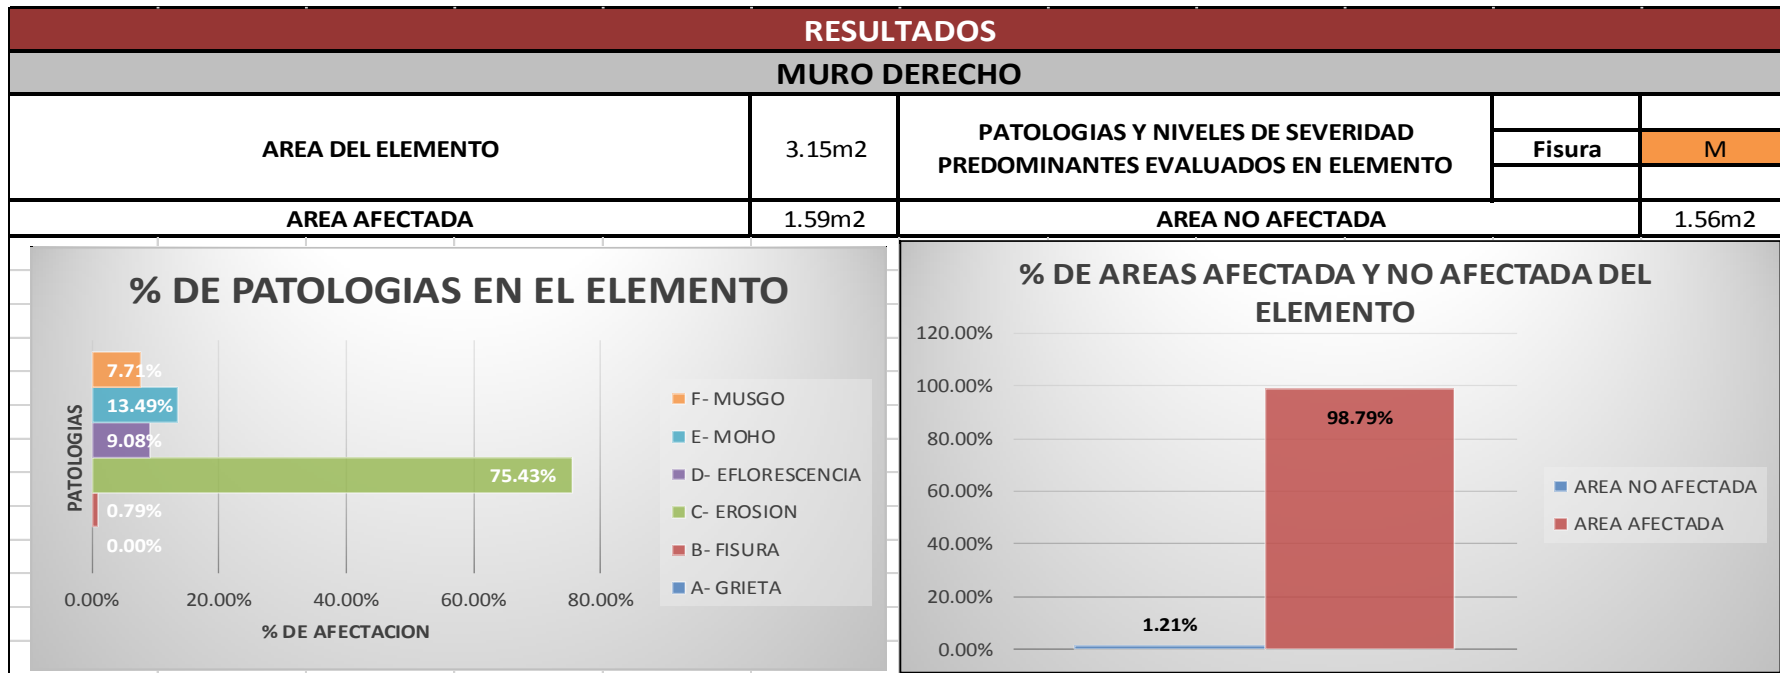 RESULTADOS
MURO DERECHO
AREA DEL ELEMENTO
3.15m2
PATOLOGIAS Y NIVELES DE SEVERIDAD
PREDOMINANTES EVALUADOS EN ELEMENTO
Fisura
M
AREA AFECTADA
1.59m2
AREA NO AFECTADA
1.56m2
% DE PATOLOGIAS EN EL ELEMENTO
PATOLOGIAS
7.71%
13.49%
9.08%
75.43%
0.79%
0.00%
0.00%
20.00%
40.00%
60.00%
80.00%
% DE AFECTACION
F- MUSGO
E- MOHO
D- EFLORESCENCIA
C- EROSION
B- FISURA
A- GRIETA
% DE AREAS AFECTADA Y NO AFECTADA DEL
ELEMENTO
120.00%
100.00%
80.00%
60.00%
40.00%
20.00%
0.00%
1.21%
98.79%
AREA NO AFECTADA
AREA AFECTADA